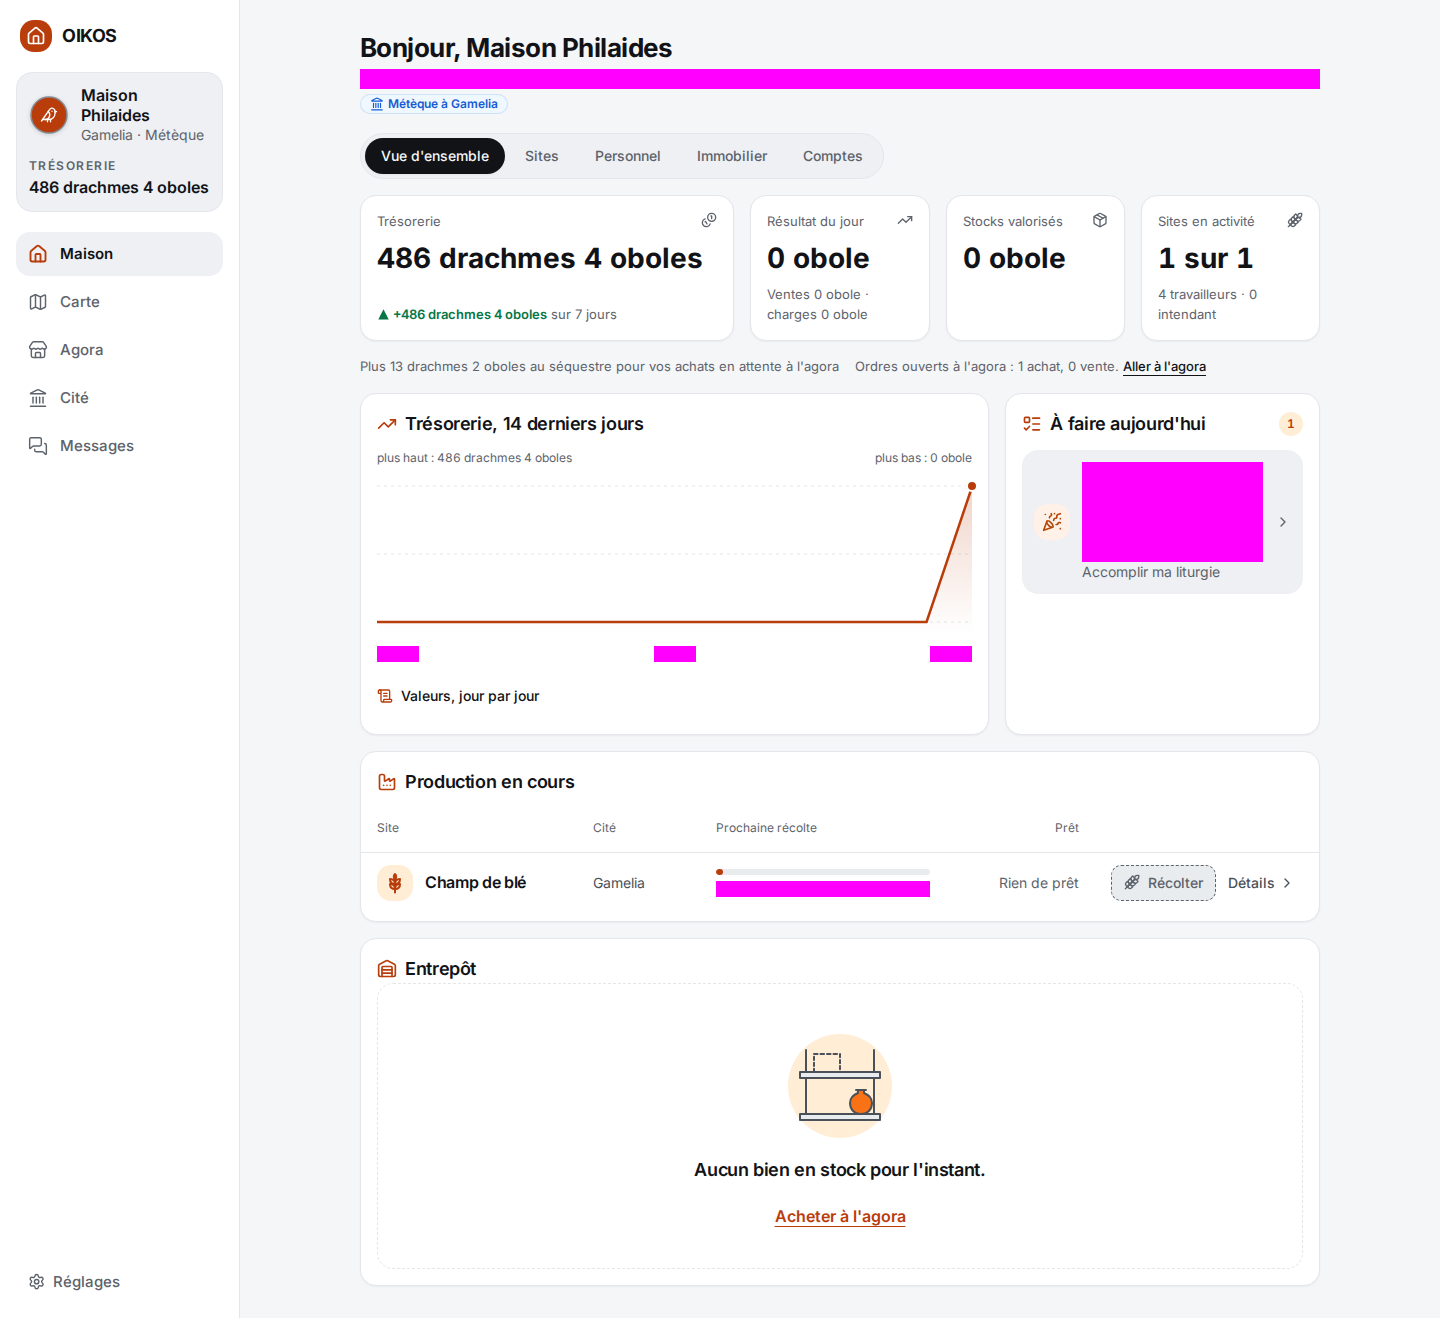 OIKOS
Maison
Philaides
Gamelia · Métèque
TRÉSORERIE
486 drachmes 4 oboles
Maison
Carte
Agora
Cité
Messages
Réglages
Bonjour, Maison Philaides
Métèque à Gamelia
Vue d'ensemble
Sites
Personnel
Immobilier
Comptes
Trésorerie
486 drachmes 4 oboles
▲ +486 drachmes 4 oboles sur 7 jours
Résultat du jour
0 obole
Ventes 0 obole ·
charges 0 obole
Stocks valorisés
0 obole
Sites en activité
1 sur 1
4 travailleurs · 0
intendant
Plus 13 drachmes 2 oboles au séquestre pour vos achats en attente à l'agora
Ordres ouverts à l'agora : 1 achat, 0 vente. Aller à l'agora
Trésorerie, 14 derniers jours
plus haut : 486 drachmes 4 oboles
plus bas : 0 obole
Valeurs, jour par jour
À faire aujourd'hui
1
Accomplir ma liturgie
Production en cours
Site
Cité
Prochaine récolte
Prêt
Champ de blé
Gamelia
Rien de prêt
Récolter
Détails
Entrepôt
Aucun bien en stock pour l'instant.
Acheter à l'agora